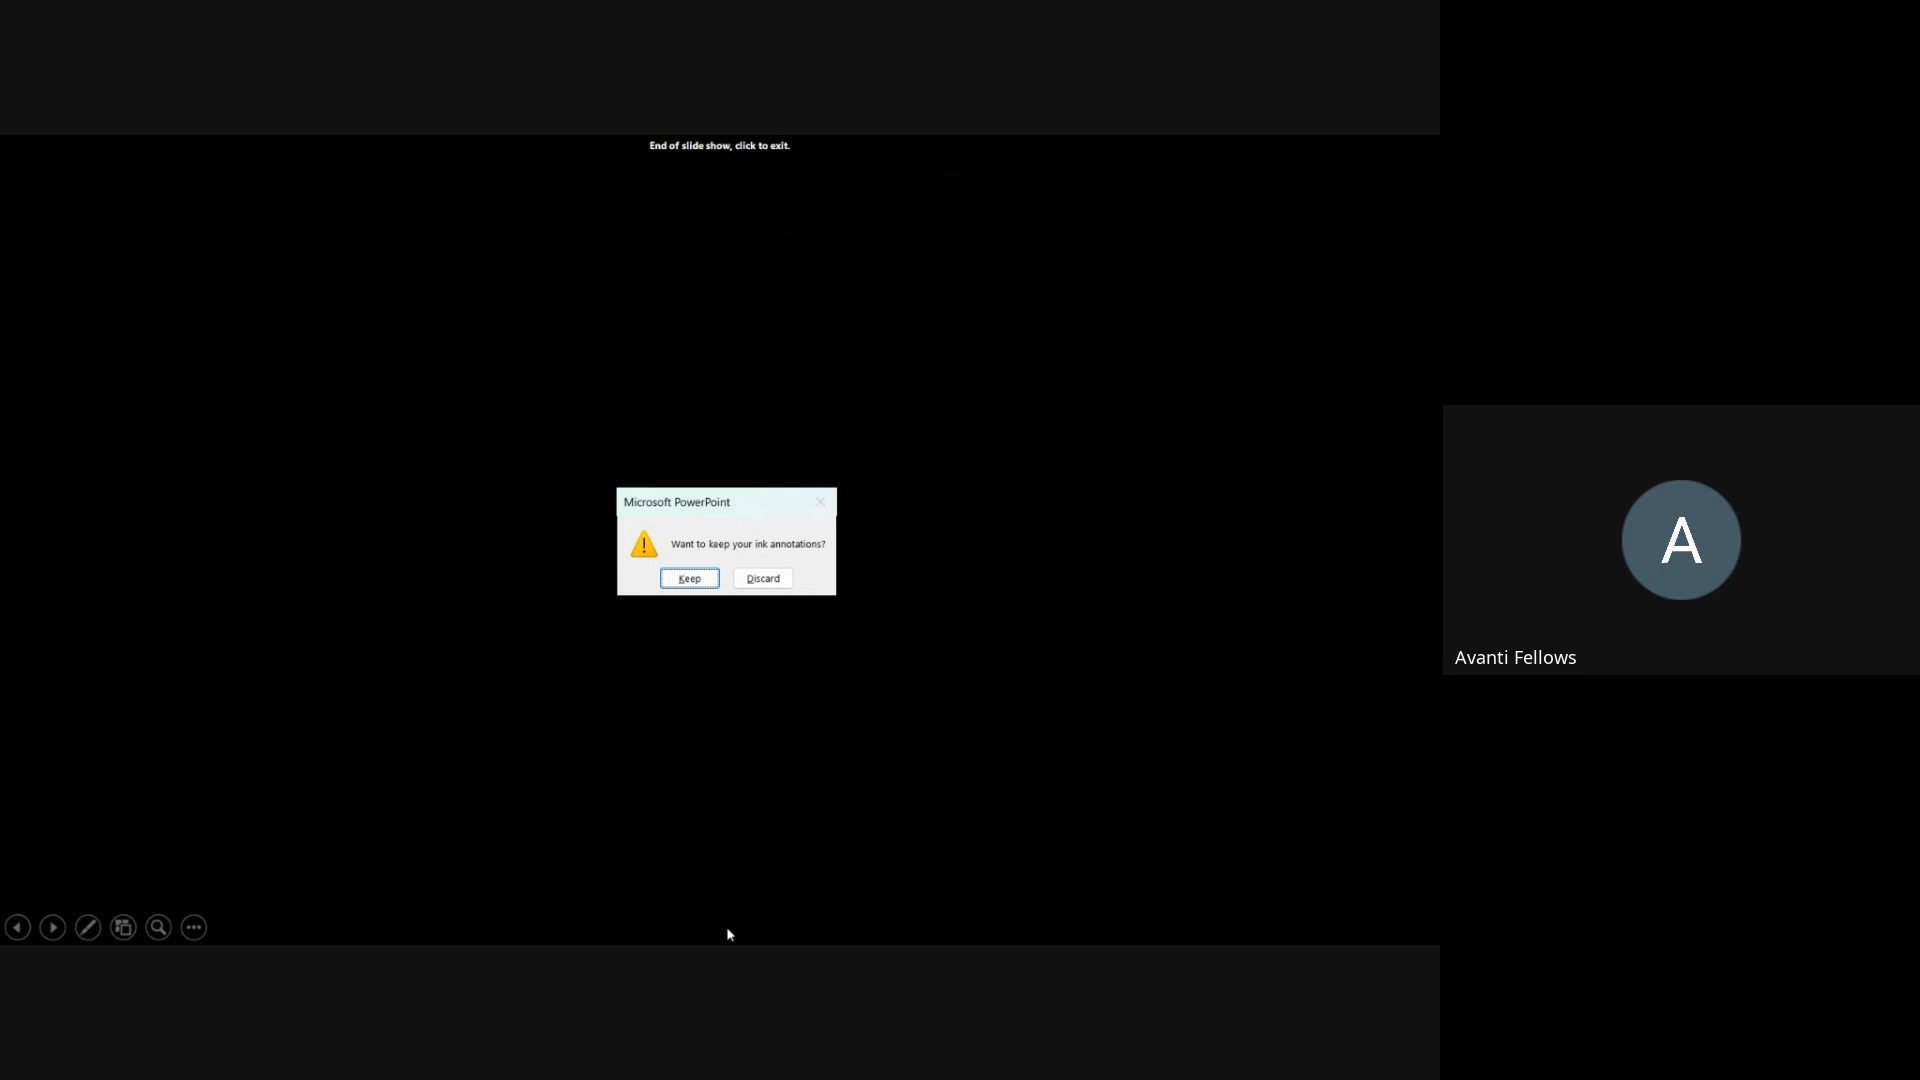 End of slide show, click to exit.
Microsoft PowerPoint
Want to keep your ink annotations?
Keep
Discard
A
Avanti Fellows